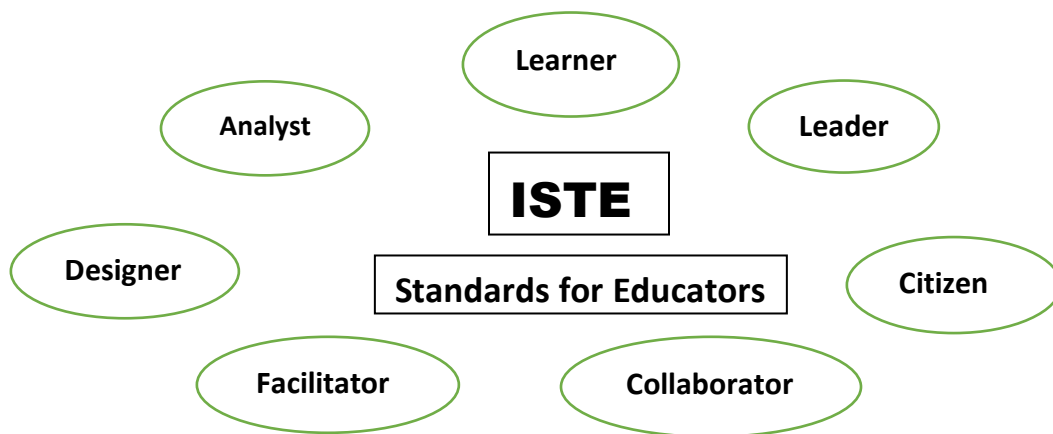 Learner
Analyst
Leader
ISTE
Designer
Standards for Educators
Citizen
Facilitator
Collaborator